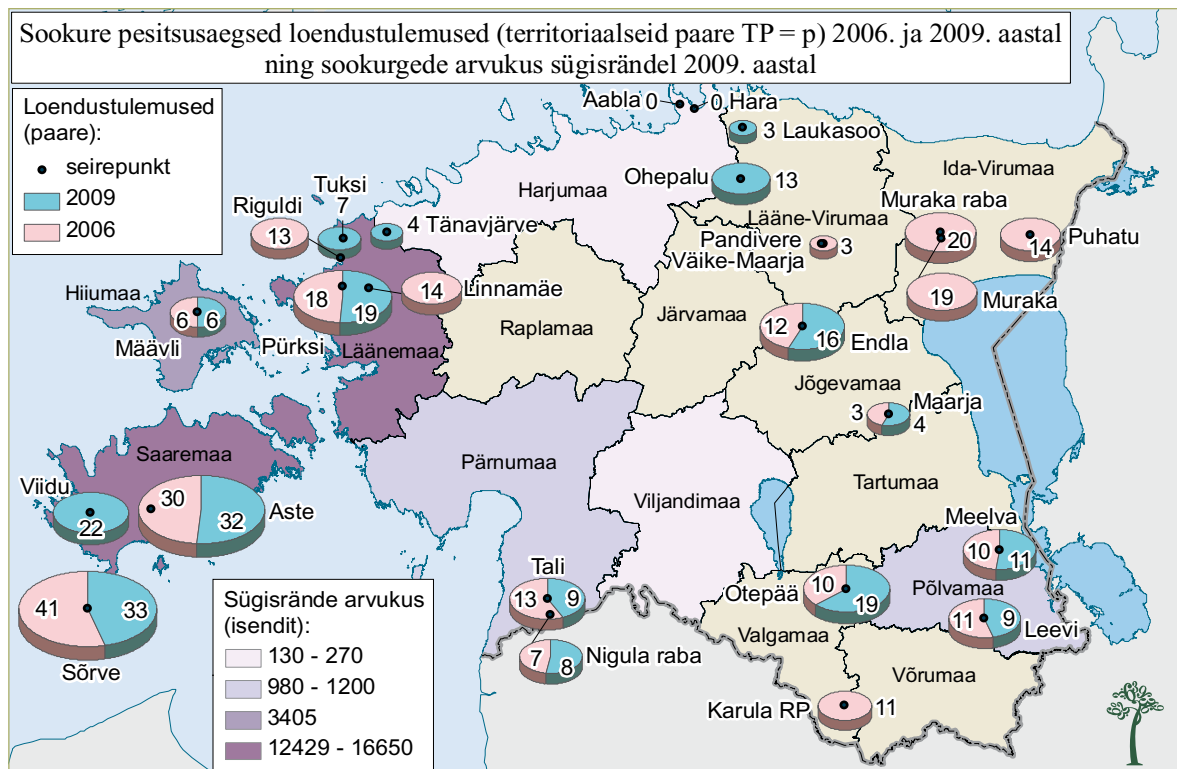 Sookure pesitsusaegsed loendustulemused (territoriaalseid paare TP = p) 2006. ja 2009. aastal
ning sookurgede arvukus sügisrändel 2009. aastal
Loendustulemused
(paare):
seirepunkt
2009
2006
Aabla 0
0 Hara
3 Laukasoo
Ida-Virumaa
Harjumaa
Ohepalu 13
Lääne-Virumaa
Muraka raba
20
Puhatu
14
Tuksi
7
Riguldi
13
4 Tänavjärve
Pandivere
Väike-Maarja
3
19
Muraka
Hiiumaa
6 6
Määvli
18 19
Pürksi
14
Linnamäe
Läänemaa
Raplamaa
Järvamaa
12 16
Endla
Jõgevamaa
3 4
Maarja
Saaremaa
Viidu
22
30 32
Aste
Pärnumaa
Viljandimaa
Tartumaa
Meelva
10 11
41 33
Sõrve
Tali
13 9
7 8
Nigula raba
Otepää
10 19
Põlvamaa
11 9
Leevi
Valgamaa
Võrumaa
Karula RP 11
Sügisrände arvukus
(isendit):
130 - 270
980 - 1200
3405
12429 - 16650